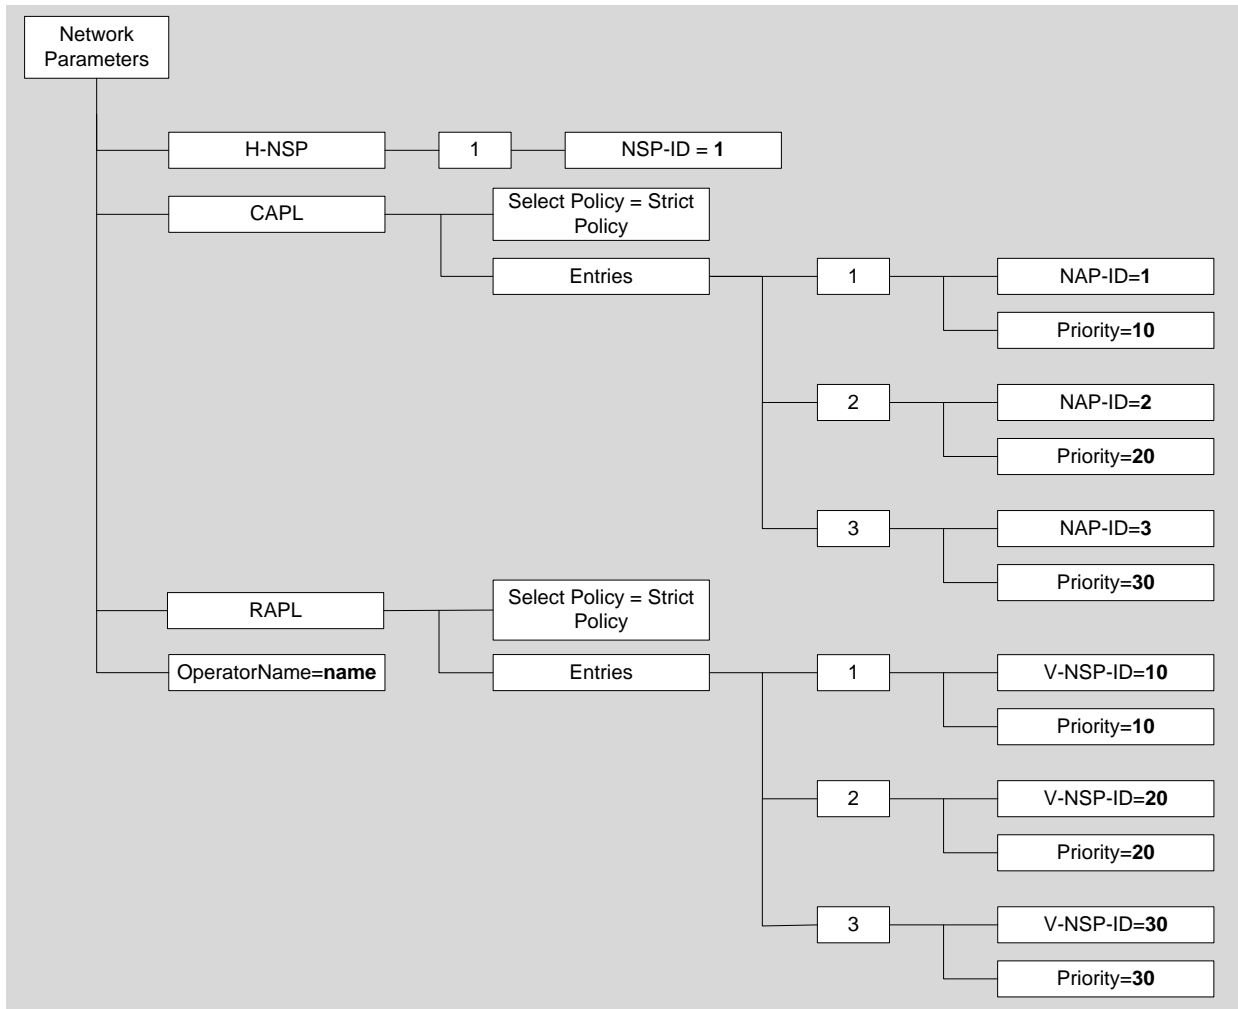 Network
Parameters
H-NSP
1
NSP-ID = 1
CAPL
Select Policy = Strict
Policy
Entries
1
NAP-ID=1
Priority=10
2
NAP-ID=2
Priority=20
3
NAP-ID=3
Priority=30
RAPL
Select Policy = Strict
Policy
OperatorName=name
Entries
1
V-NSP-ID=10
Priority=10
2
V-NSP-ID=20
Priority=20
3
V-NSP-ID=30
Priority=30